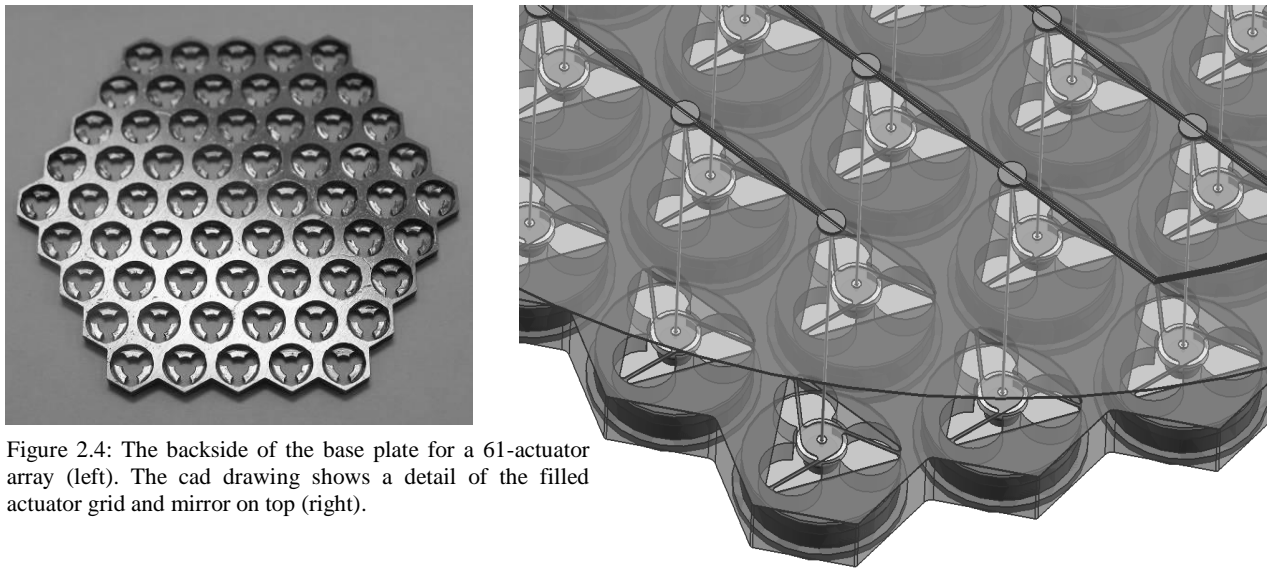 Figure 2.4: The backside of the base plate for a 61-actuator
array (left). The cad drawing shows a detail of the filled
actuator grid and mirror on top (right).